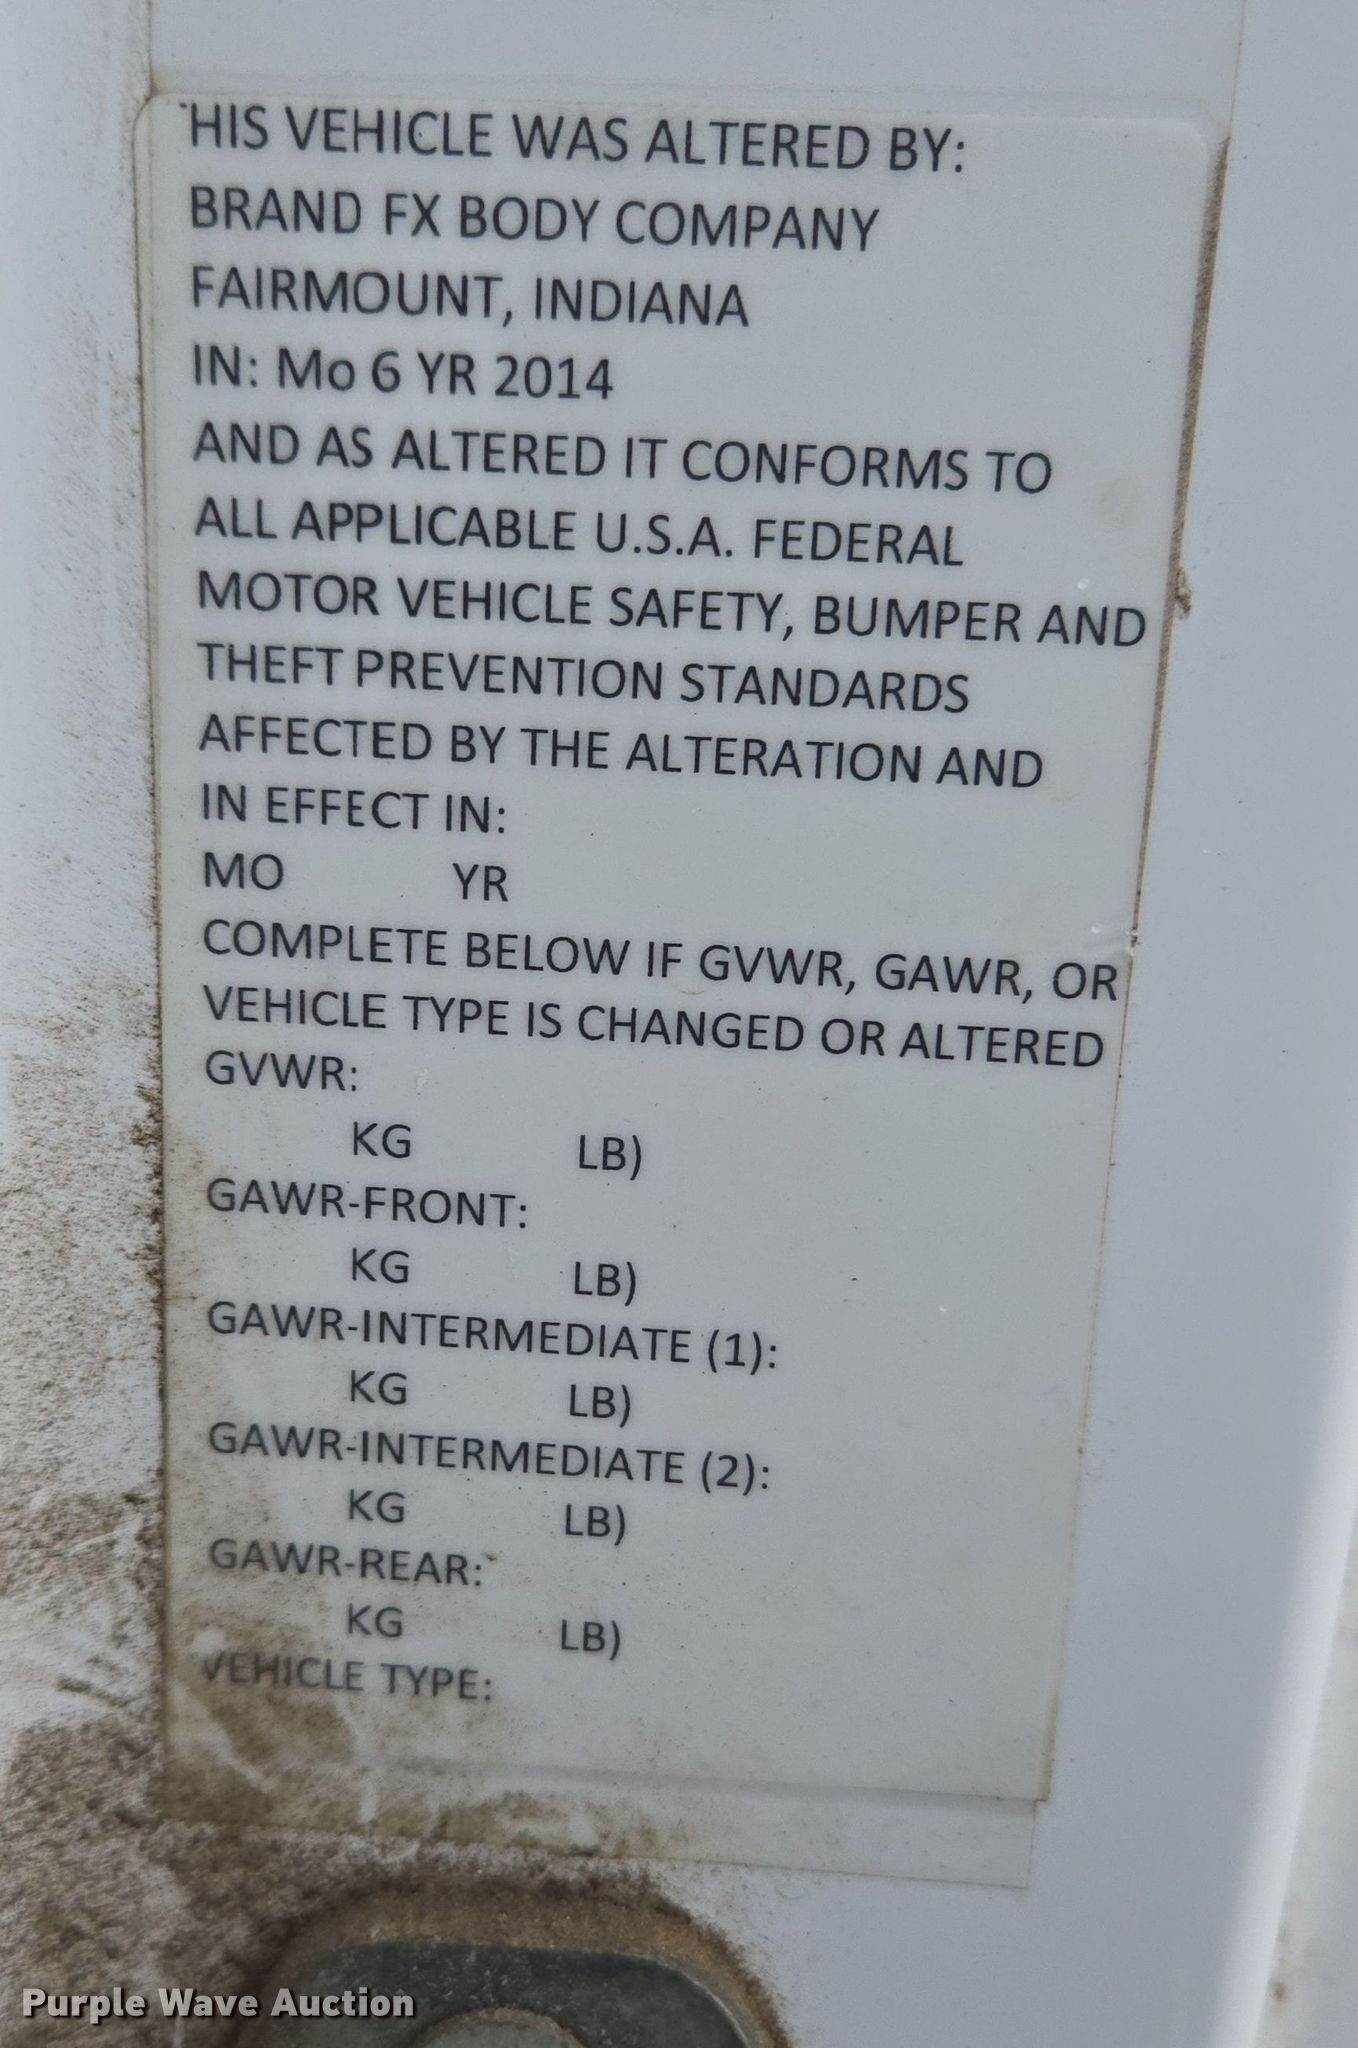 HIS VEHICLE WAS ALTERED BY:
BRAND FX BODY COMPANY
FAIRMOUNT, INDIANA
IN: Mo 6 YR 2014
AND AS ALTERED IT CONFORMS TO
ALL APPLICABLE U.S.A. FEDERAL
MOTOR VEHICLE SAFETY, BUMPER AND
THEFT PREVENTION STANDARDS
AFFECTED BY THE ALTERATION AND
IN EFFECT IN:
MO YR
COMPLETE BELOW IF GVWR, GAWR, OR
VEHICLE TYPE IS CHANGED OR ALTERED
GVWR:
KG LB)
GAWR-FRONT:
KG LB)
GAWR-INTERMEDIATE (1):
KG LB)
GAWR-INTERMEDIATE (2):
KG LB)
GAWR-REAR:
KG LB)
VEHICLE TYPE:
Purple Wave Auction